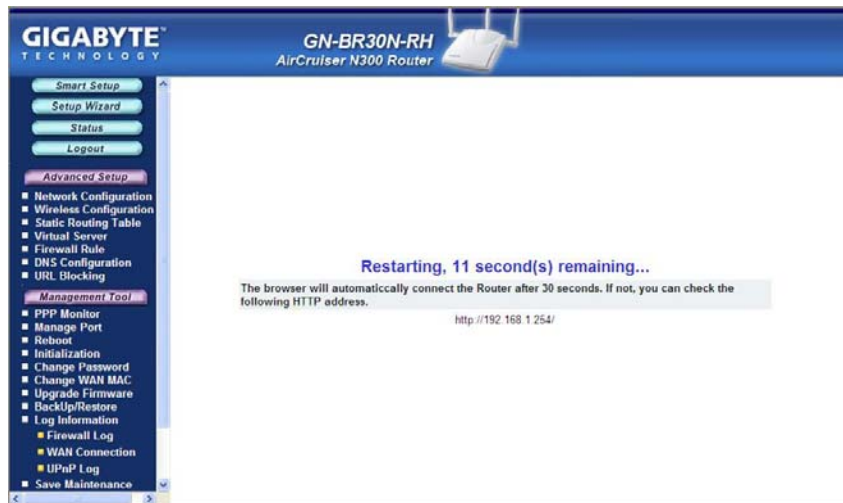 GIGABYTE™
TECHNOLOGY
GN-BR30N-RH
AirCruiser N300 Router
Smart Setup
Setup Wizard
Status
Logout
Advanced Setup
Network Configuration
Wireless Configuration
Static Routing Table
Virtual Server
Firewall Rule
DNS Configuration
URL Blocking
Management Tool
PPP Monitor
Manage Port
Reboot
Initialization
Change Password
Change WAN MAC
Upgrade Firmware
BackUp/Restore
Log Information
Firewall Log
WAN Connection
UPnP Log
Save Maintenance
Restarting, 11 second(s) remaining...
The browser will automaticcally connect the Router after 30 seconds. If not, you can check the
following HTTP address.
http://192.168.1.254/